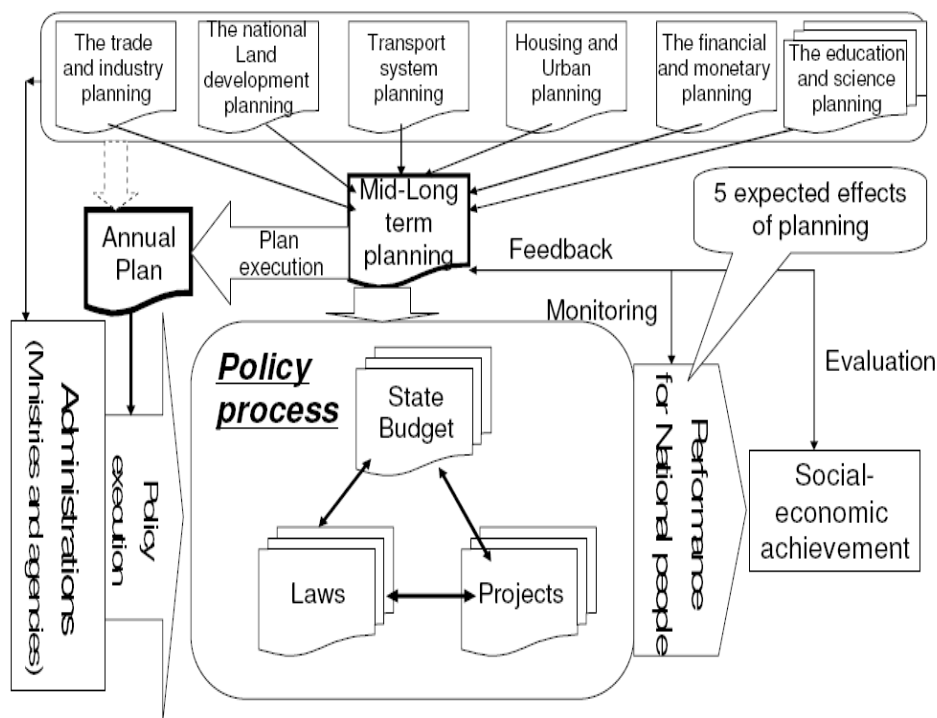 The trade
and industry
planning
The national
Land
development
planning
Transport
system
planning
Housing and
Urban
planning
The financial
and monetary
planning
The education
and science
planning
Mid-Long
term
planning
5 expected effects
of planning
Annual
Plan
Plan
execution
Feedback
Monitoring
Evaluation
Administrations
(Mnistries and agencies)
Policy
execution
Policy
process
State
Budget
Laws
Projects
Performance
for National people
Social-
economic
achievement